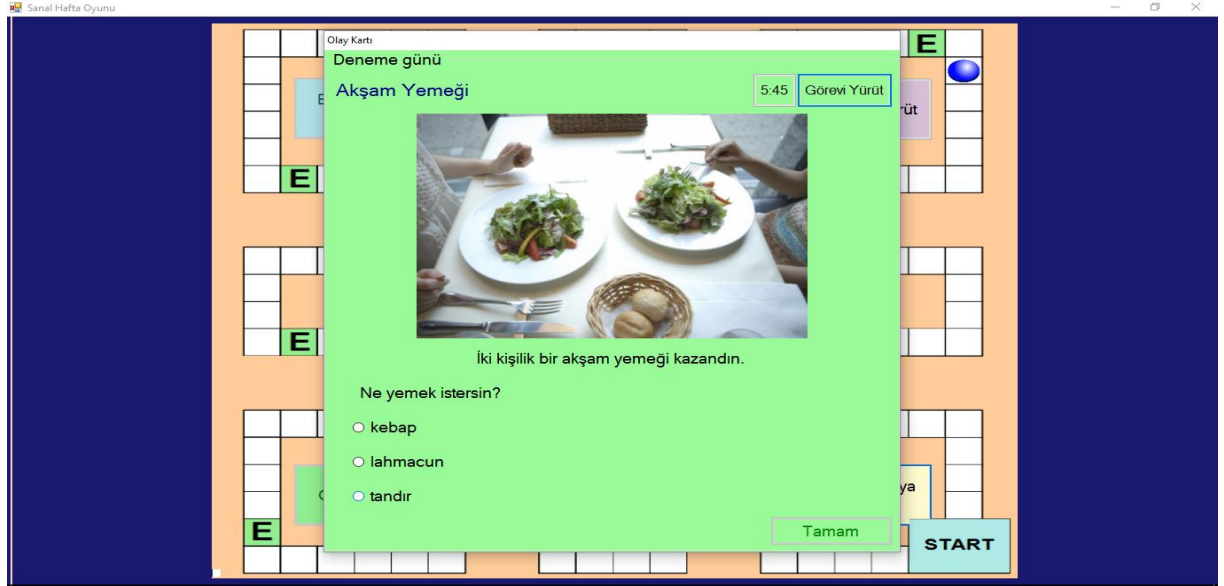 Sanal Hafta Oyunu
Olay Kartı
Deneme günü
Akşam Yemeği
5:45
Görevi Yürüt
E
E
E
E
İki kişilik bir akşam yemeği kazandın.
Ne yemek istersin?
kebap
lahmacun
tandır
Tamam
START